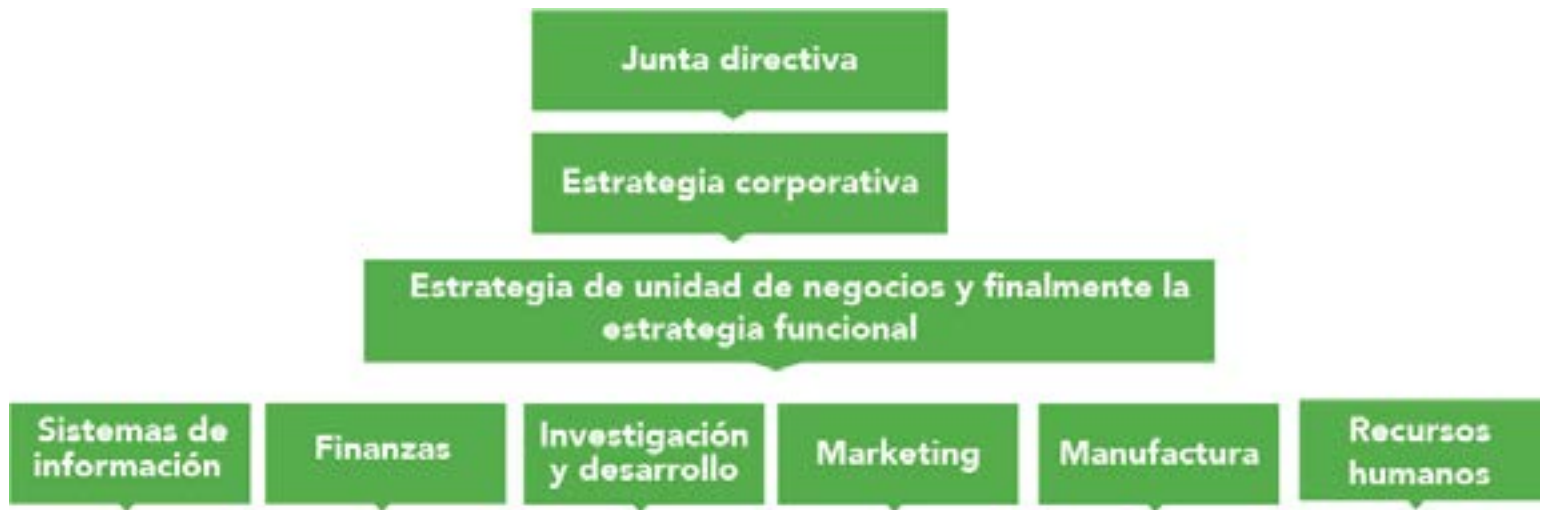 Junta directiva
Estrategia corporativa
Estrategia de unidad de negocios y finalmente la
estrategia funcional
Sistemas de
información
Finanzas
Investigación
y desarrollo
Marketing
Manufactura
Recursos
humanos